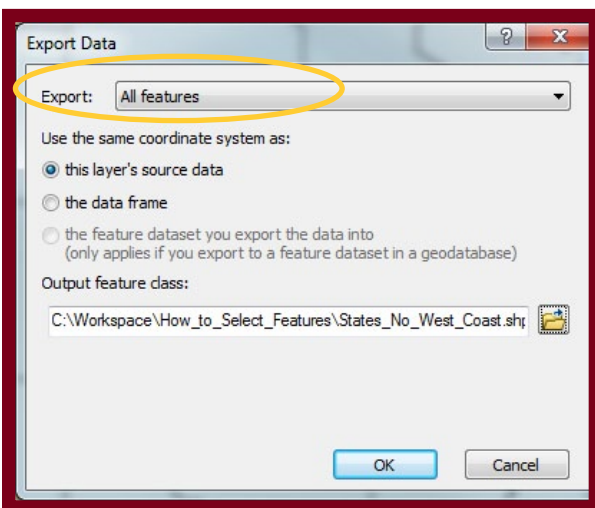 Export Data
Export: All features
Use the same coordinate system as:
this layer's source data
the data frame
the feature dataset you export the data into
(only applies if you export to a feature dataset in a geodatabase)
Output feature class:
C:\Workspace\How_to_Select_Features\States_No_West_Coast.sh
OK Cancel